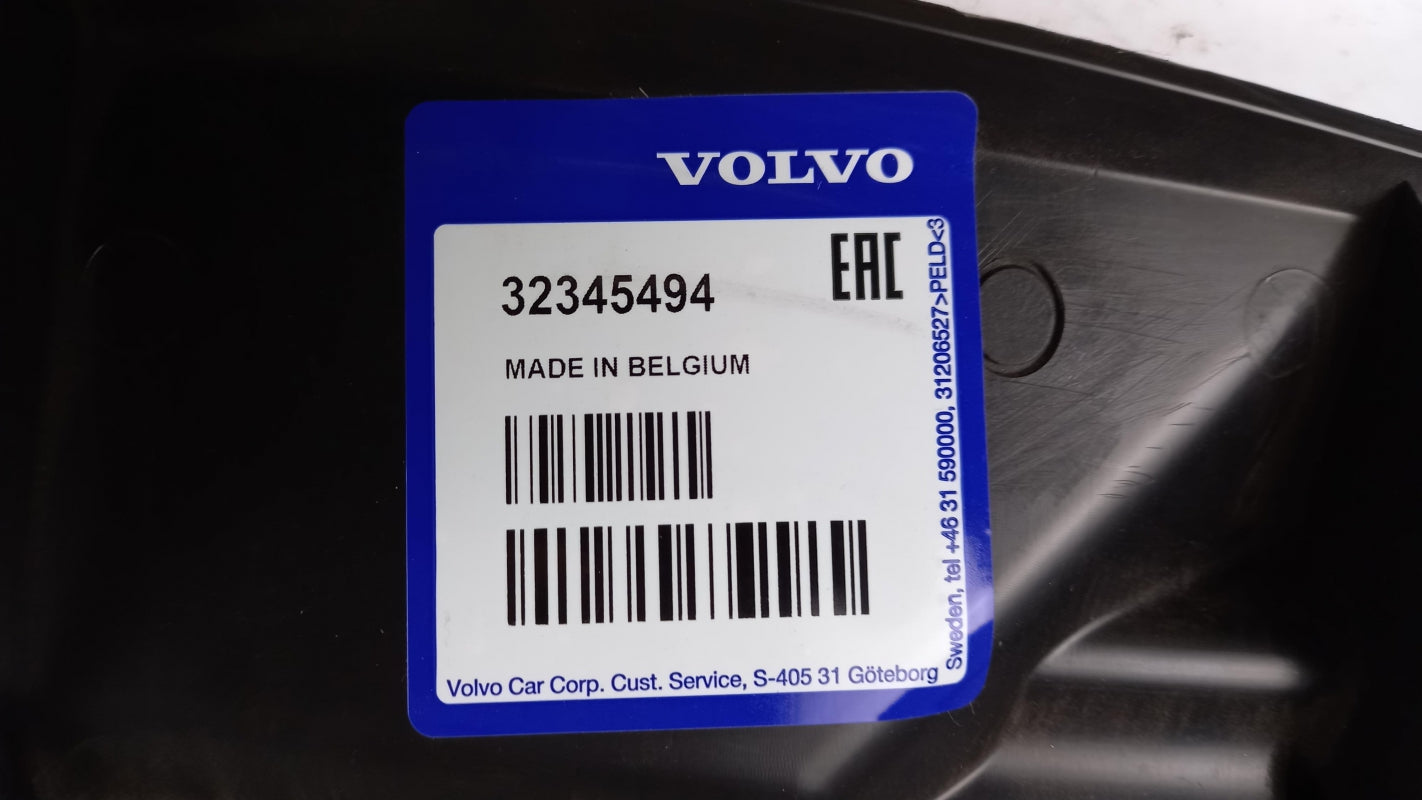 VOLVO
EAC
32345494
MADE IN BELGIUM
Volvo Car Corp. Cust. Service, S-405 31 Göteborg
Sweden, tel +46 31 590000, 31206527>PELD<3